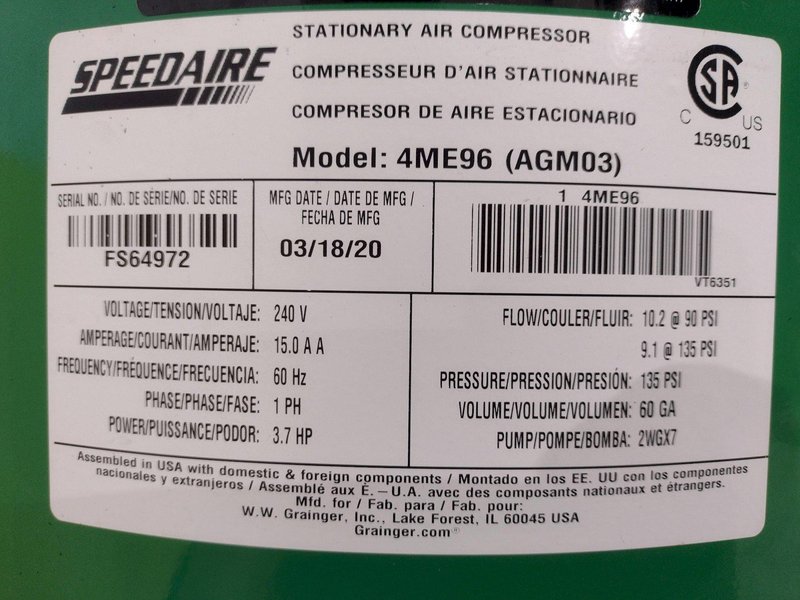 SPEEDAIRE
STATIONARY AIR COMPRESSOR
COMPRESSEUR D'AIR STATIONNAIRE
COMPRESOR DE AIRE ESTACIONARIO
Model: 4ME96 (AGM03)
CSA
®
C US
159501
SERIAL NO. / NO. DE SÉRIE/NO. DE SERIE
FS64972
MFG DATE / DATE DE MFG /
FECHA DE MFG
03/18/20
1 4ME96
VT6351
VOLTAGE/TENSION/VOLTAJE: 240 V
AMPERAGE/COURANT/AMPERAJE: 15.0 A A
FREQUENCY/FRÉQUENCE/FRECUENCIA: 60 Hz
PHASE/PHASE/FASE: 1 PH
POWER/PUISSANCE/PODOR: 3.7 HP
FLOW/COULER/FLUIR: 10.2 @ 90 PSI
9.1 @ 135 PSI
PRESSURE/PRESSION/PRESIÓN: 135 PSI
VOLUME/VOLUME/VOLUMEN: 60 GA
PUMP/POMPE/BOMBA: 2WGX7
Assembled in USA with domestic & foreign components / Montado en los EE. UU con los componentes
nacionales y extranjeros / Assemblé aux É.–U.A. avec des composants nationaux et étrangers.
Mfd. for / Fab. para / Fab. pour:
W.W. Grainger, Inc., Lake Forest, IL 60045 USA
Grainger.com®